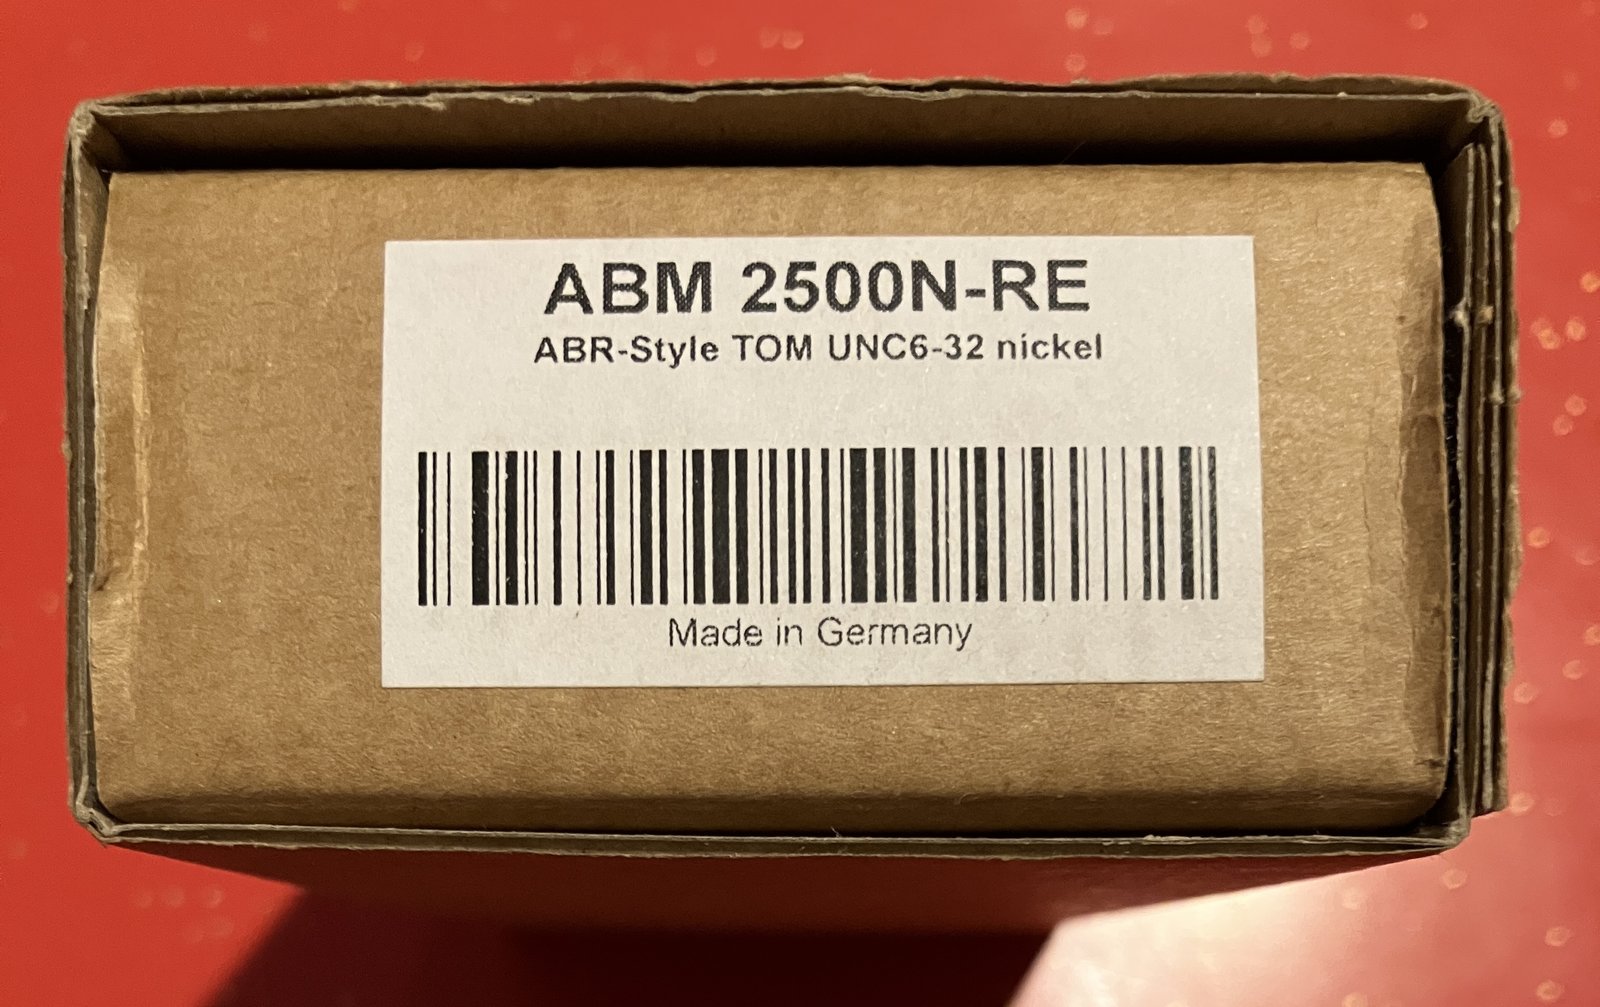 ABM 2500N-RE
ABR-Style TOM UNC6-32 nickel
Made in Germany